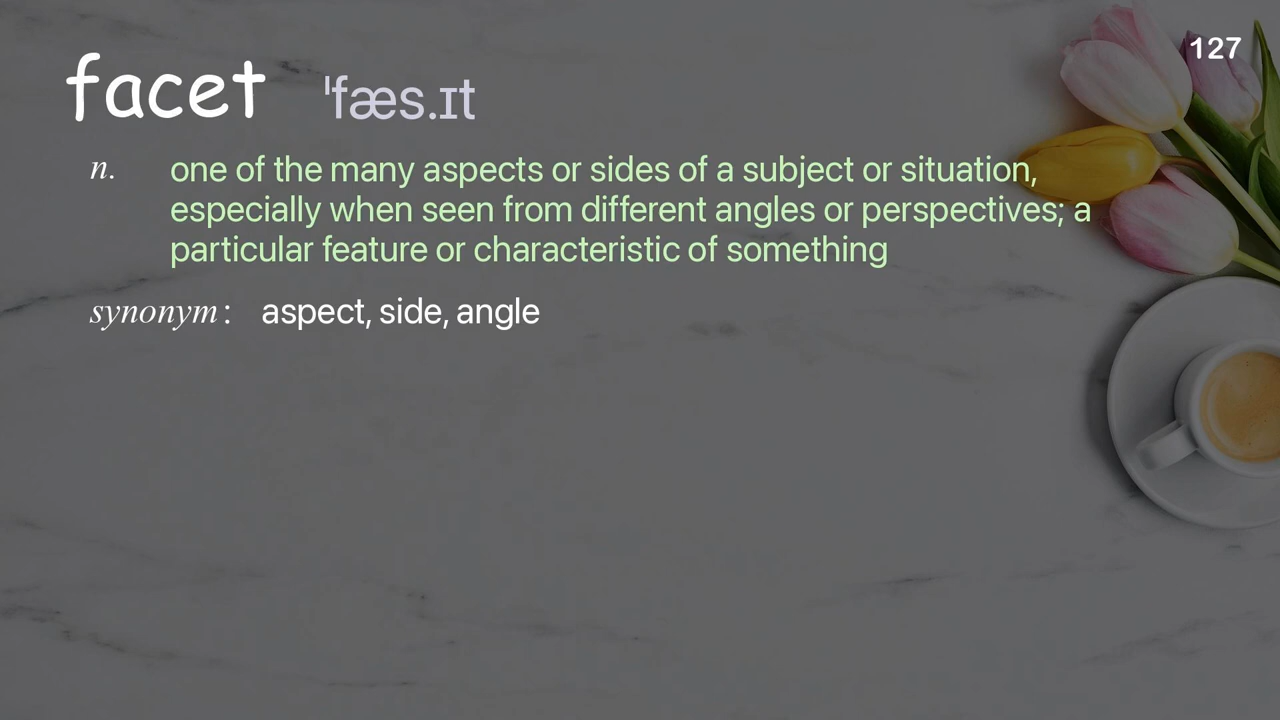 127
facet ˈfæs.ɪt
n. one of the many aspects or sides of a subject or situation,
especially when seen from different angles or perspectives; a
particular feature or characteristic of something
synonym: aspect, side, angle